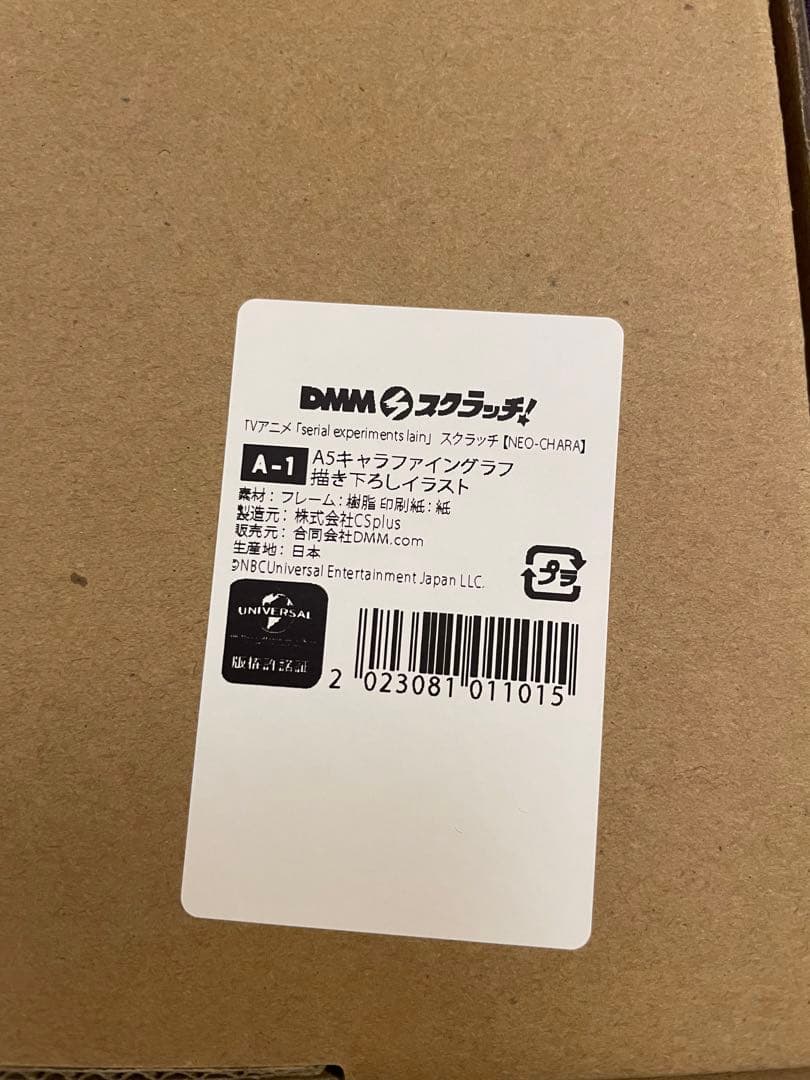 DMMスクラッチ!
TVアニメ「serial experiments lain」 スクラッチ【NEO-CHARA】
A-1 A5キャラファイングラフ
描き下ろしイラスト
素材：フレーム：樹脂 印刷紙：紙
製造元：株式会社CSplus
販売元：合同会社DMM.com
生産地：日本
©NBCUniversal Entertainment Japan LLC.
プラ
UNIVERSAL
版権許諾証
2 023081 011015